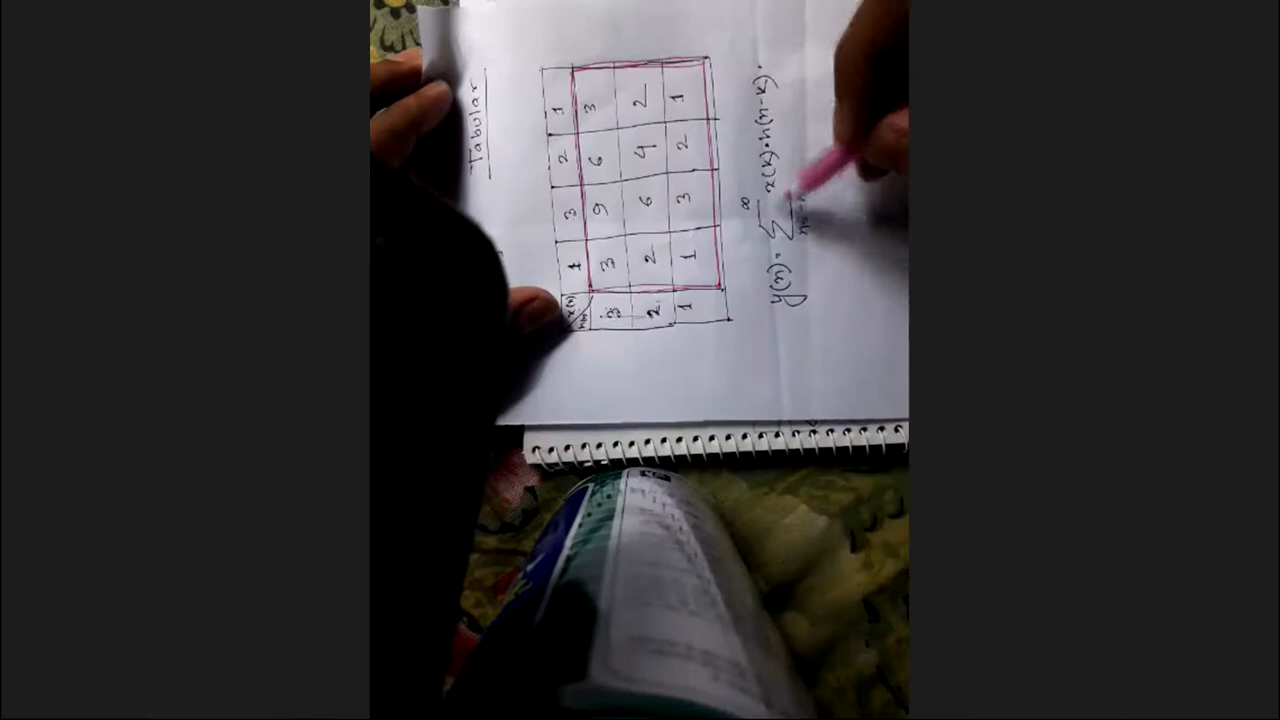 Tabular
x(n) 1 3 2 1
h(n)
3 3 9 6 3
2 2 6 4 2
1 1 3 2 1
y(n) = ∑ x(k) · h(n-k) ·
∞